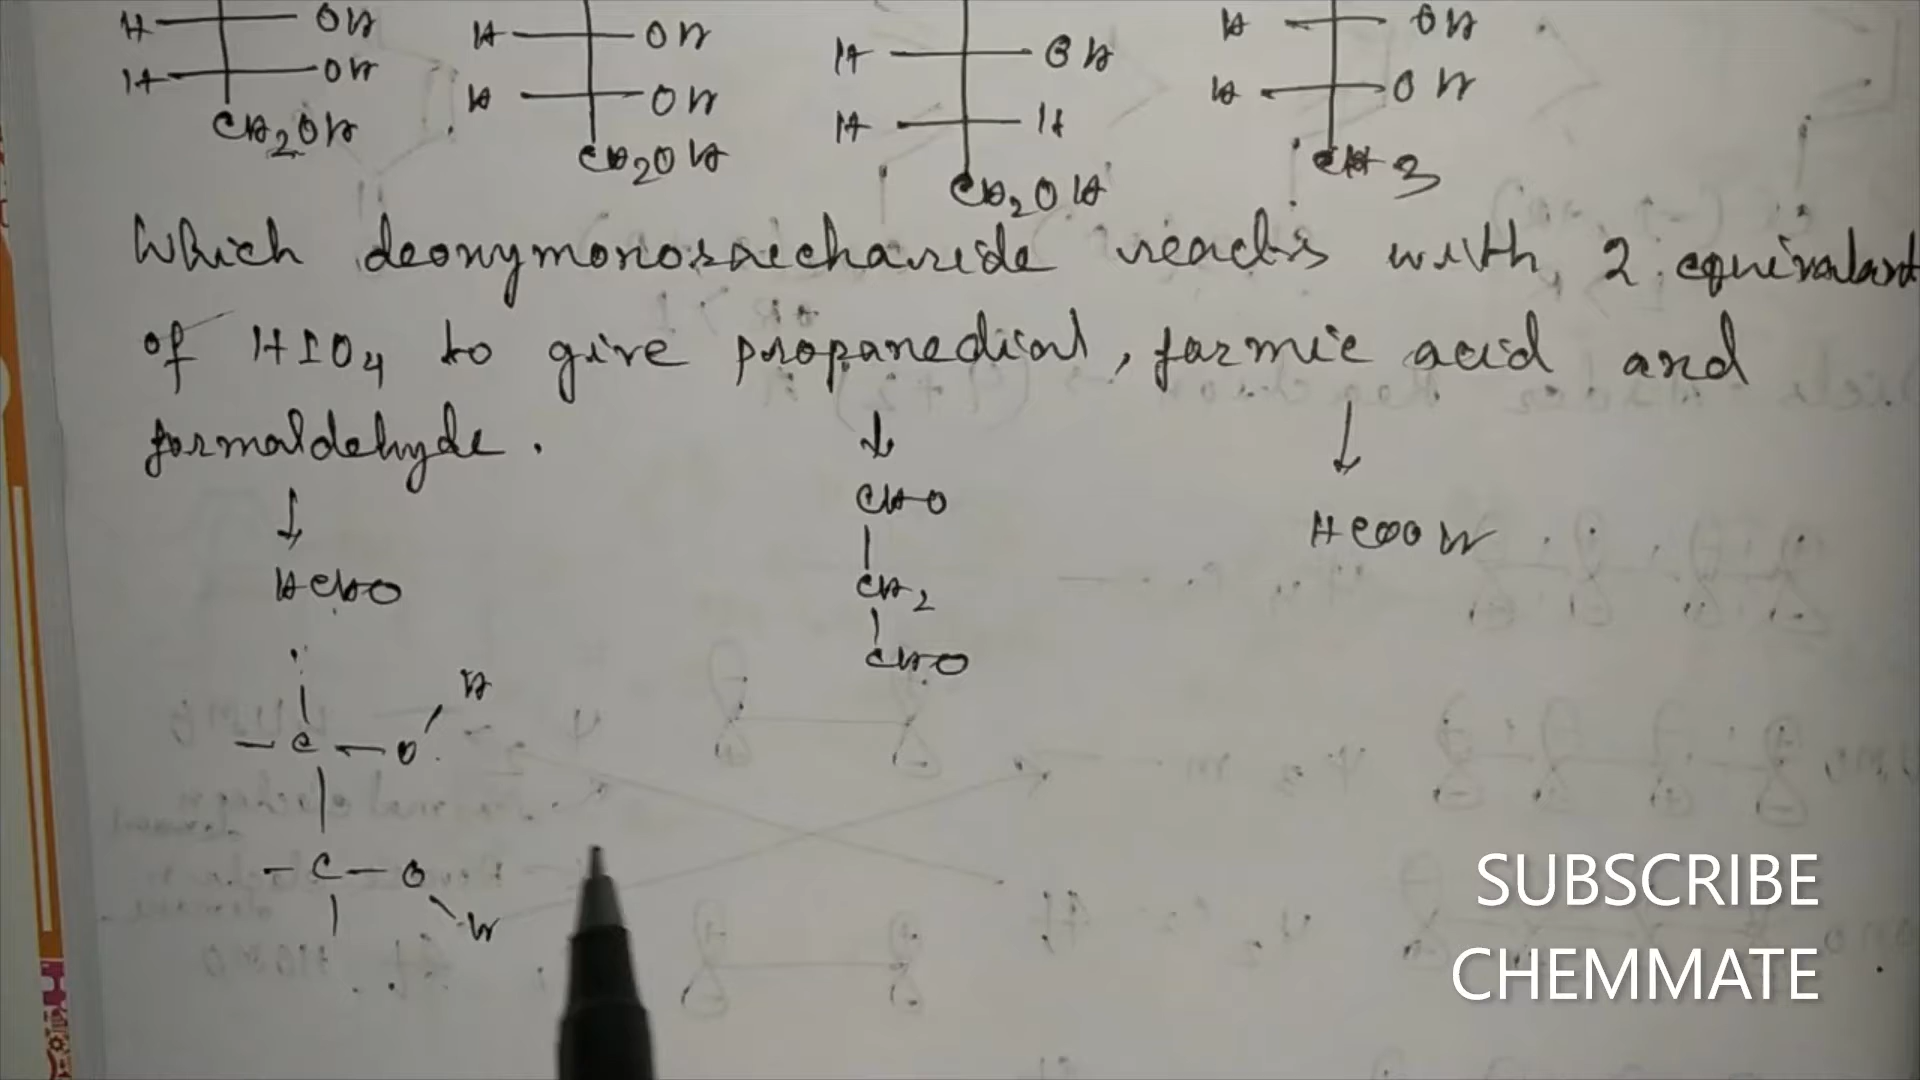 H OH H OH H OH H OH
H OH H OH H H H OH
CH2OH CH2OH CH2OH CH3
Which deoxymonosaccharide reacts with 2 equivalent
of HIO4 to give propanedial, formic acid and
formaldehyde.
HCHO CHO HCOOH
CH2
CHO
H
C O
C O
H
SUBSCRIBE
CHEMMATE